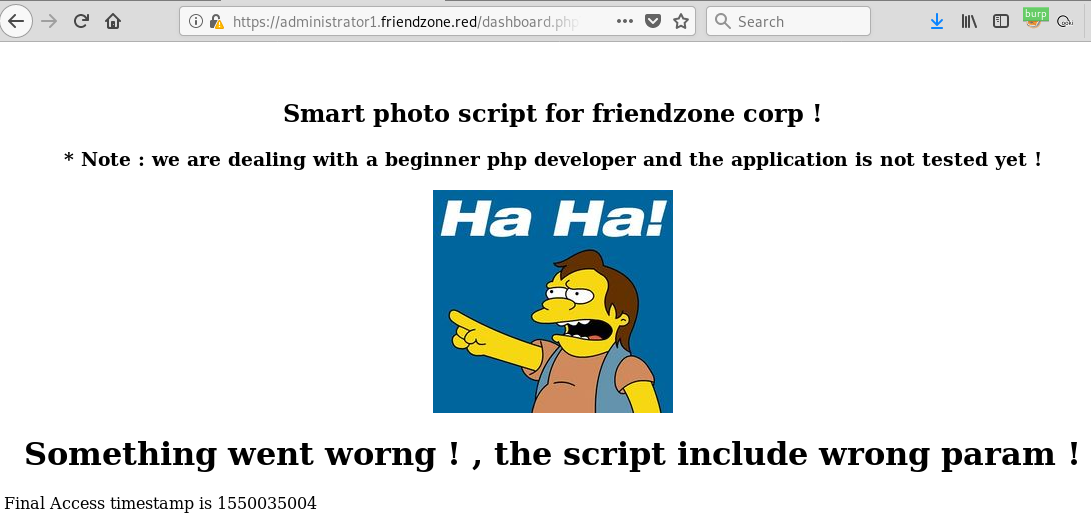 https://administrator1.friendzone.red/dashboard.php
Search
burp
Smart photo script for friendzone corp !
* Note : we are dealing with a beginner php developer and the application is not tested yet !
Ha Ha!
Something went worng ! , the script include wrong param !
Final Access timestamp is 1550035004